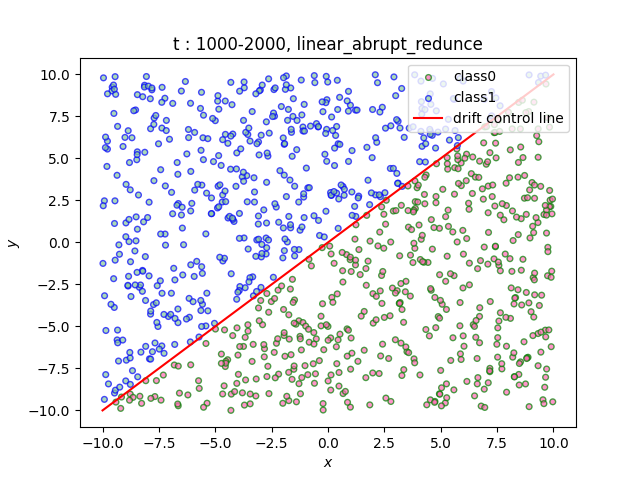 t : 1000-2000, linear_abrupt_redunce
class0
class1
drift control line
10.0
7.5
5.0
2.5
0.0
−2.5
−5.0
−7.5
−10.0
y
−10.0 −7.5 −5.0 −2.5 0.0 2.5 5.0 7.5 10.0
x